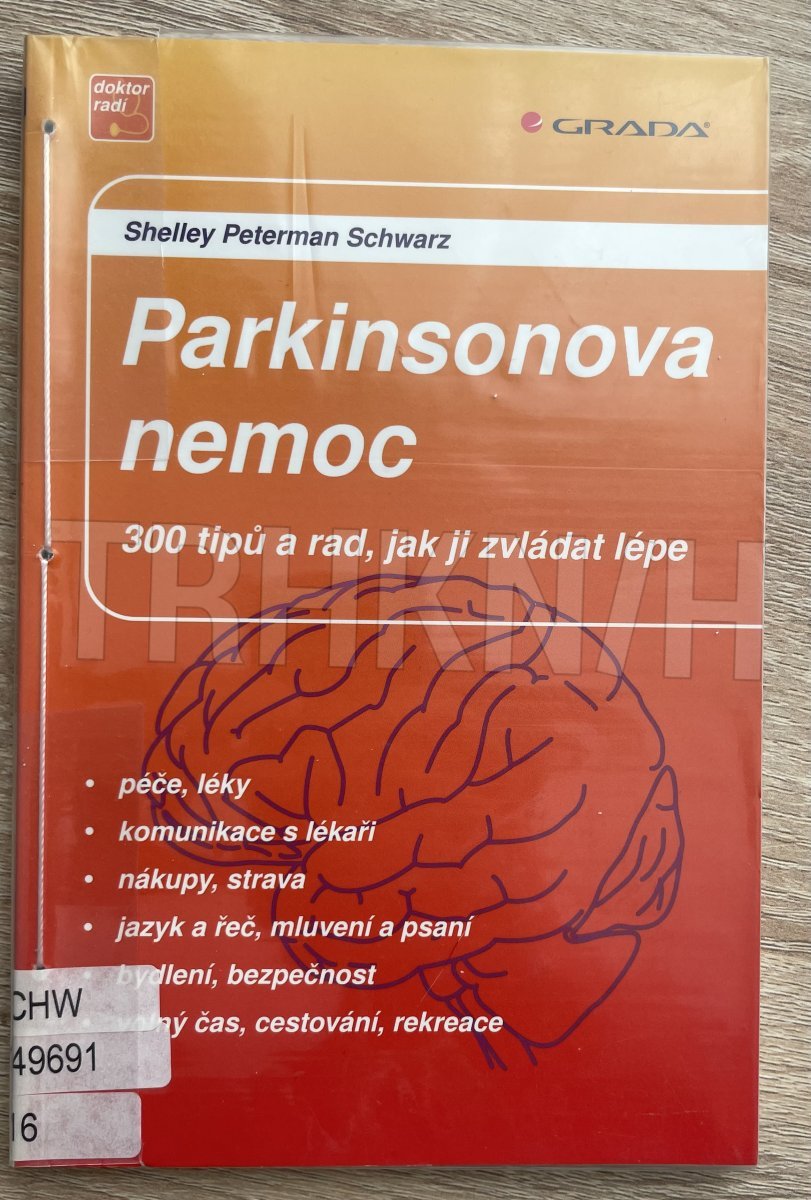 doktor
radí
GRADA®
Shelley Peterman Schwarz
Parkinsonova
nemoc
300 tipů a rad, jak ji zvládat lépe
TRHKNIH
• péče, léky
• komunikace s lékaři
• nákupy, strava
• jazyk a řeč, mluvení a psaní
• bydlení, bezpečnost
• volný čas, cestování, rekreace
CHW
49691
16